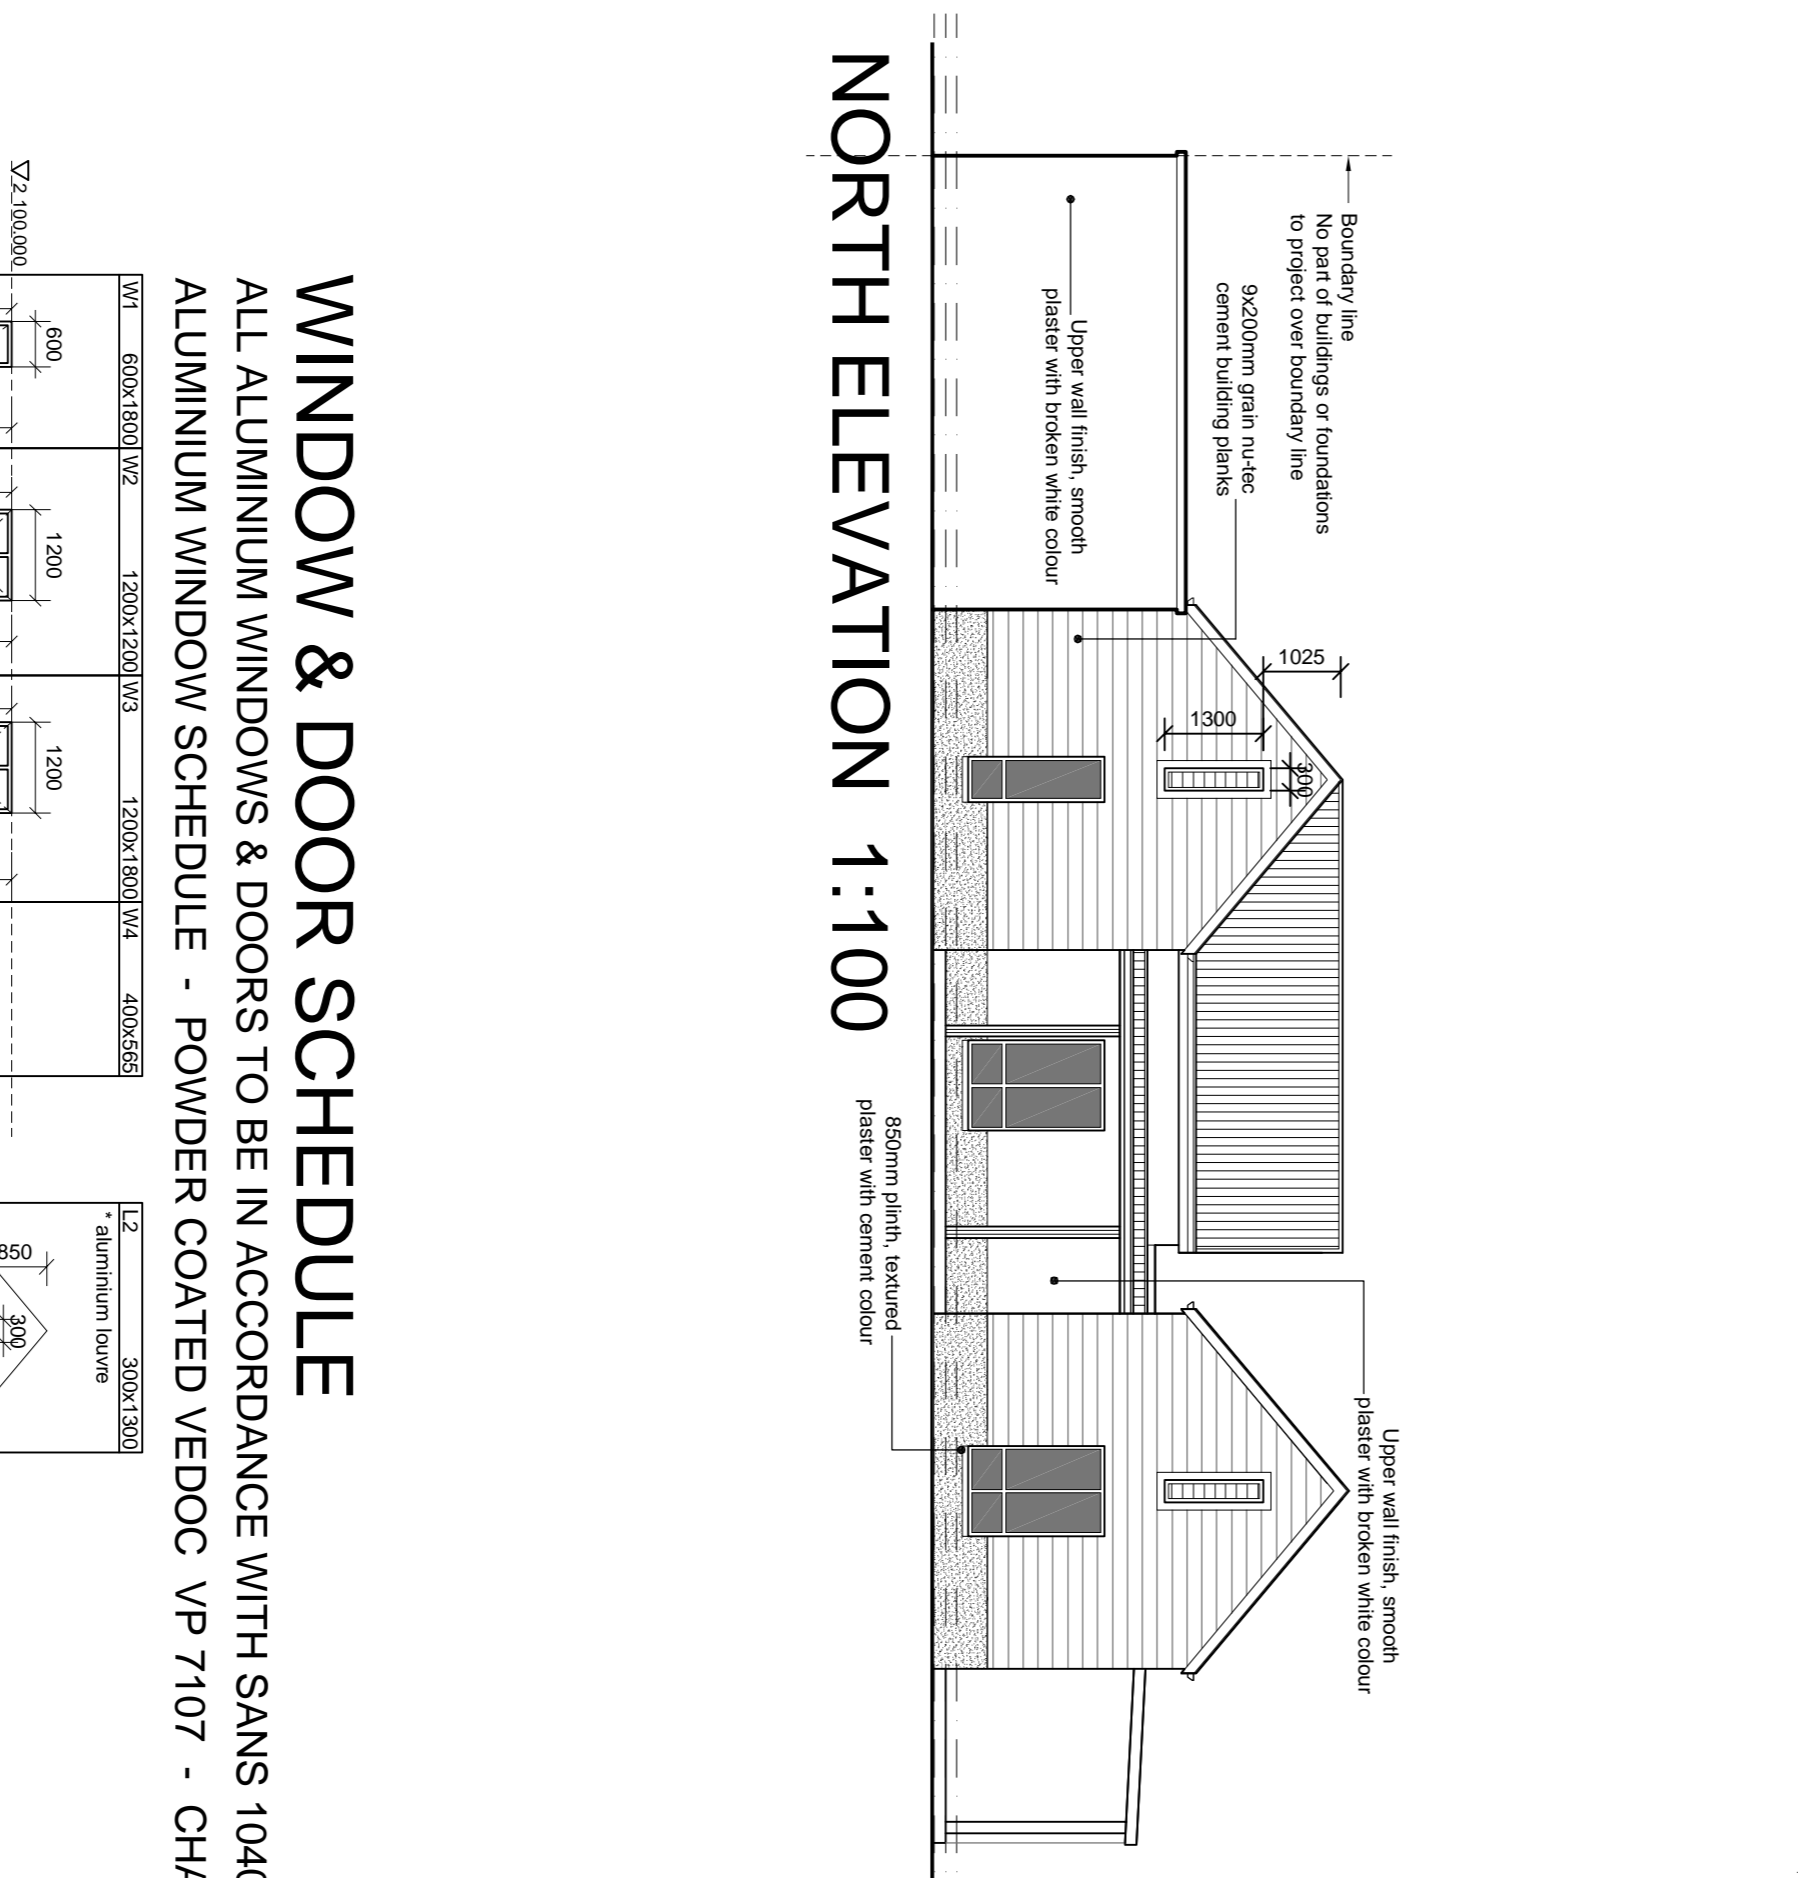 Boundary line
No part of buildings or foundations
to project over boundary line
9x200mm grain nu-tec
cement building planks
Upper wall finish, smooth
plaster with broken white colour
1025
1300
300
Upper wall finish, smooth
plaster with broken white colour
850mm plinth, textured
plaster with cement colour
NORTH ELEVATION 1:100
WINDOW & DOOR SCHEDULE
ALL ALUMINIUM WINDOWS & DOORS TO BE IN ACCORDANCE WITH SANS 1040
ALUMINIUM WINDOW SCHEDULE - POWDER COATED VEDOC VP 7107 - CHA
W1 600x1800
W2 1200x1200
W3 1200x1800
W4 400x565
L2 300x1300
* aluminium louvre
600
1200
1200
850
300
2 100.000